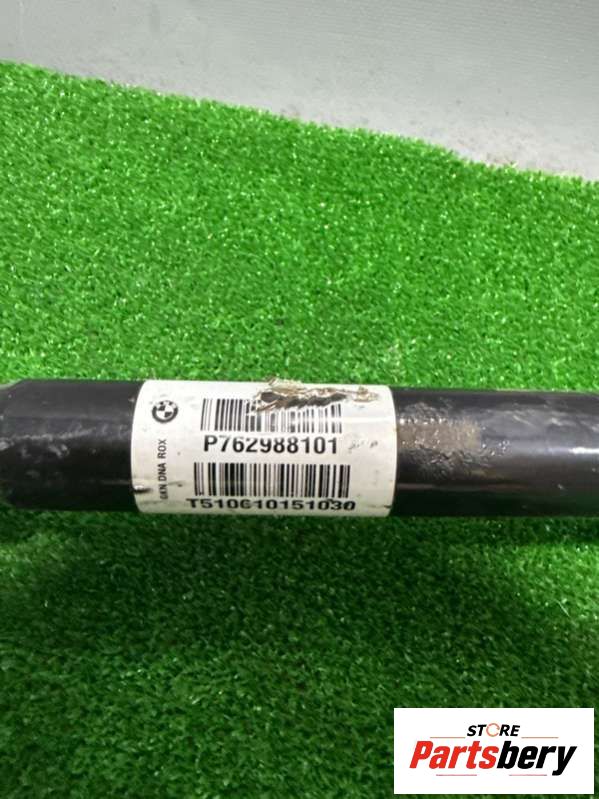 P762988101
T510610151030
GKN DNA ROX
STORE
Partsbery